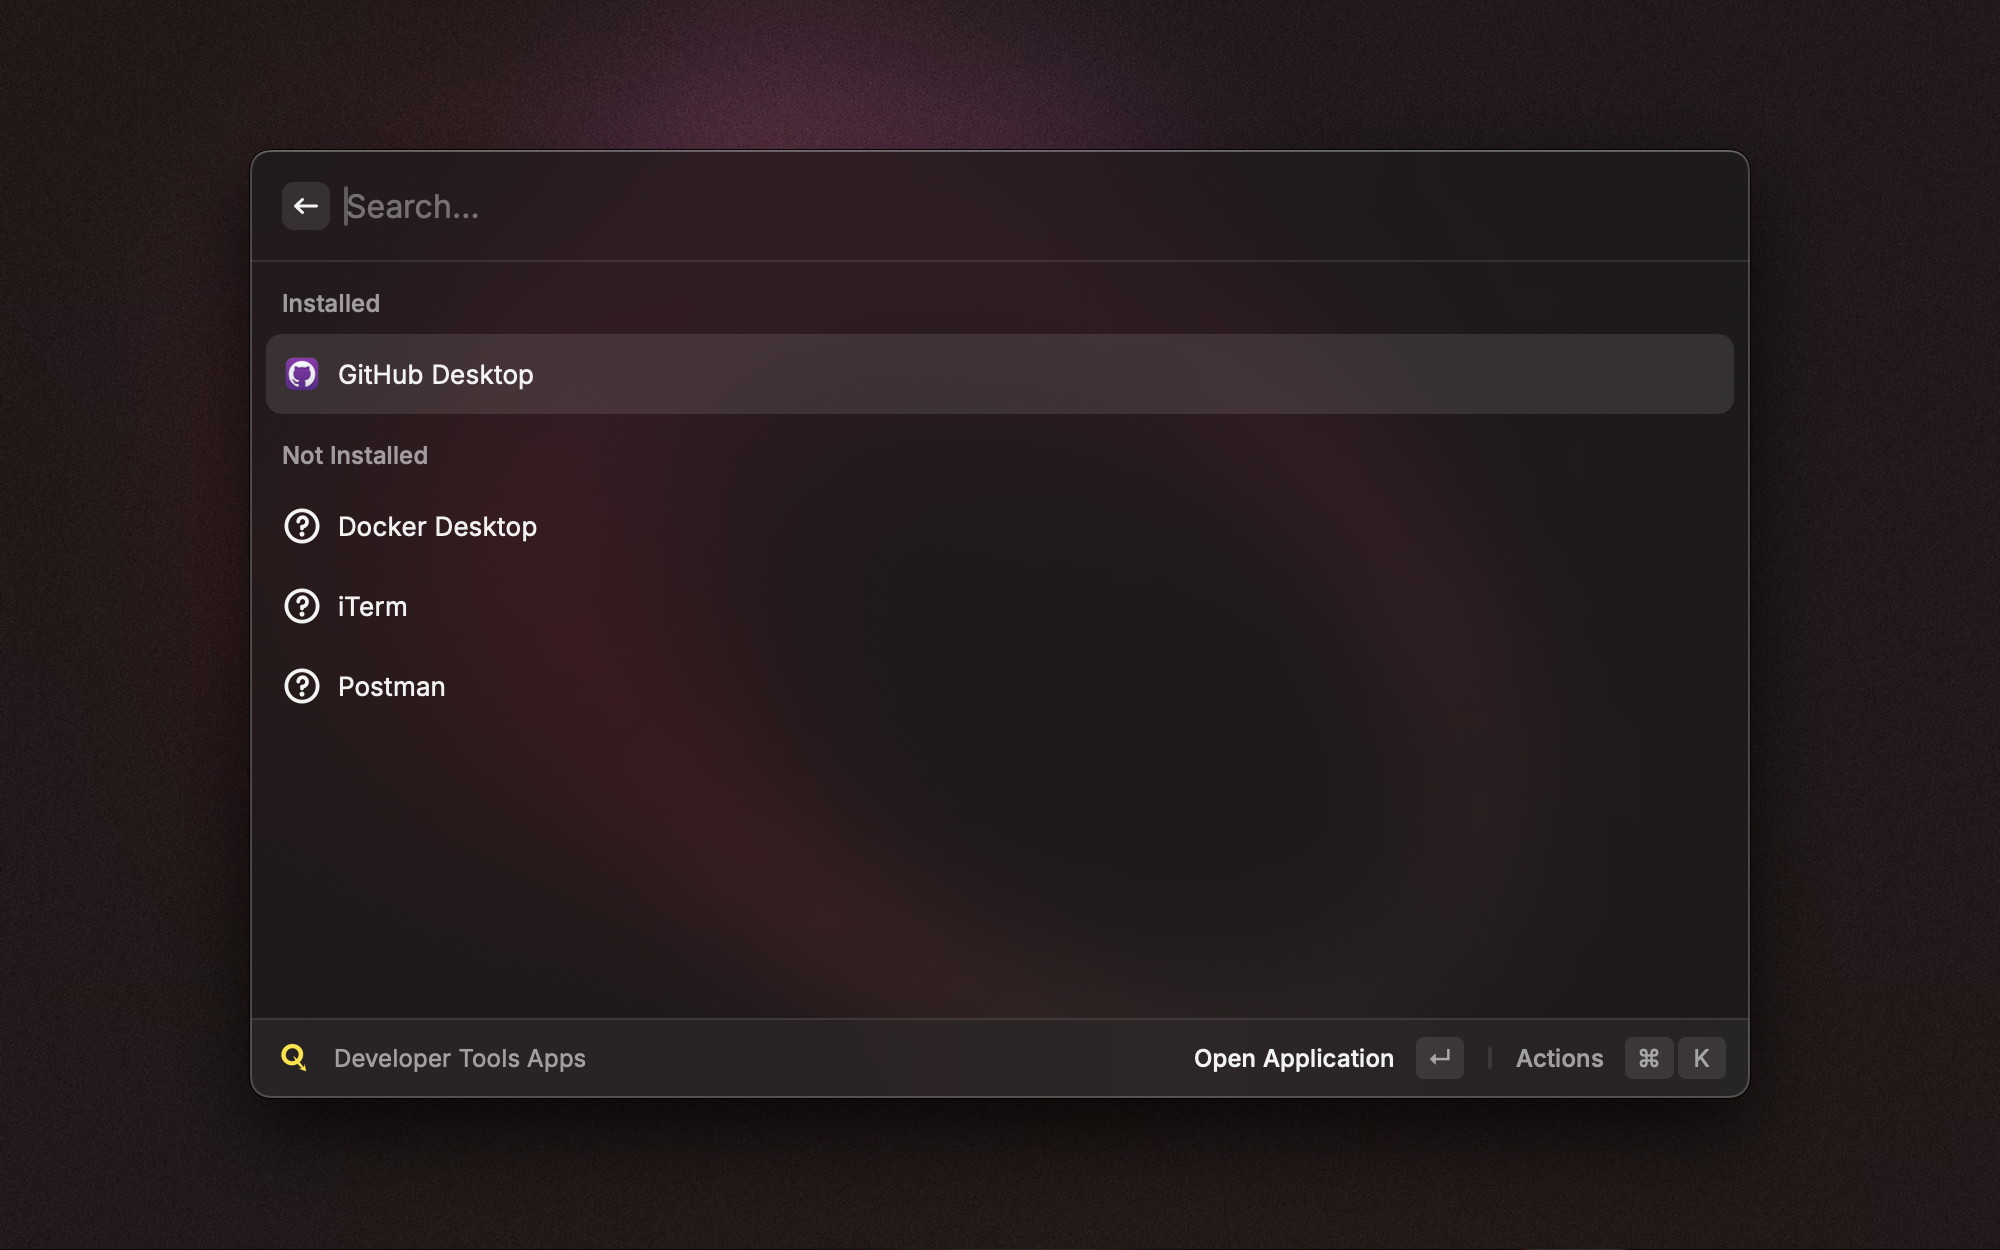 Search...
Installed
GitHub Desktop
Not Installed
Docker Desktop
iTerm
Postman
Developer Tools Apps
Open Application ↵ Actions ⌘ K